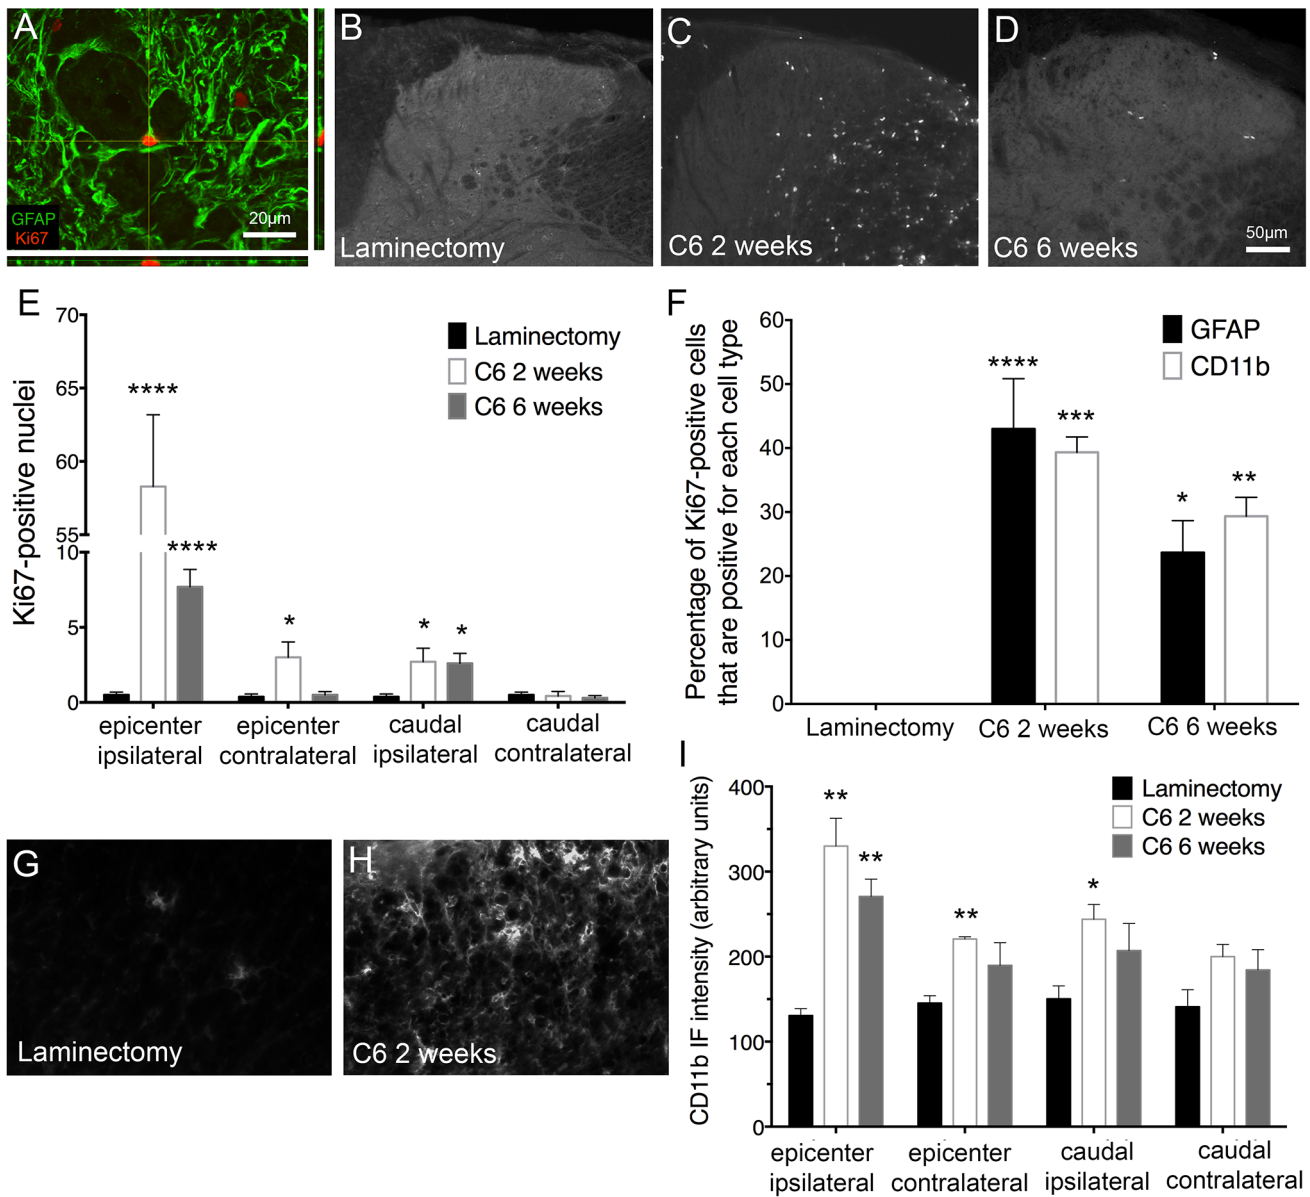 A
GFAP
Ki67
20μm
B
Laminectomy
C
C6 2 weeks
D
C6 6 weeks
50μm
E
Ki67-positive nuclei
70
65
60
55
10
5
0
****
****
*
*
*
Laminectomy
C6 2 weeks
C6 6 weeks
epicenter
ipsilateral
epicenter
contralateral
caudal
ipsilateral
caudal
contralateral
F
Percentage of Ki67-positive cells
that are positive for each cell type
60
50
40
30
20
10
0
****
***
*
**
GFAP
CD11b
Laminectomy
C6 2 weeks
C6 6 weeks
G
Laminectomy
H
C6 2 weeks
I
CD11b IF intensity (arbitrary units)
400
300
200
100
0
**
**
**
*
Laminectomy
C6 2 weeks
C6 6 weeks
epicenter
ipsilateral
epicenter
contralateral
caudal
ipsilateral
caudal
contralateral